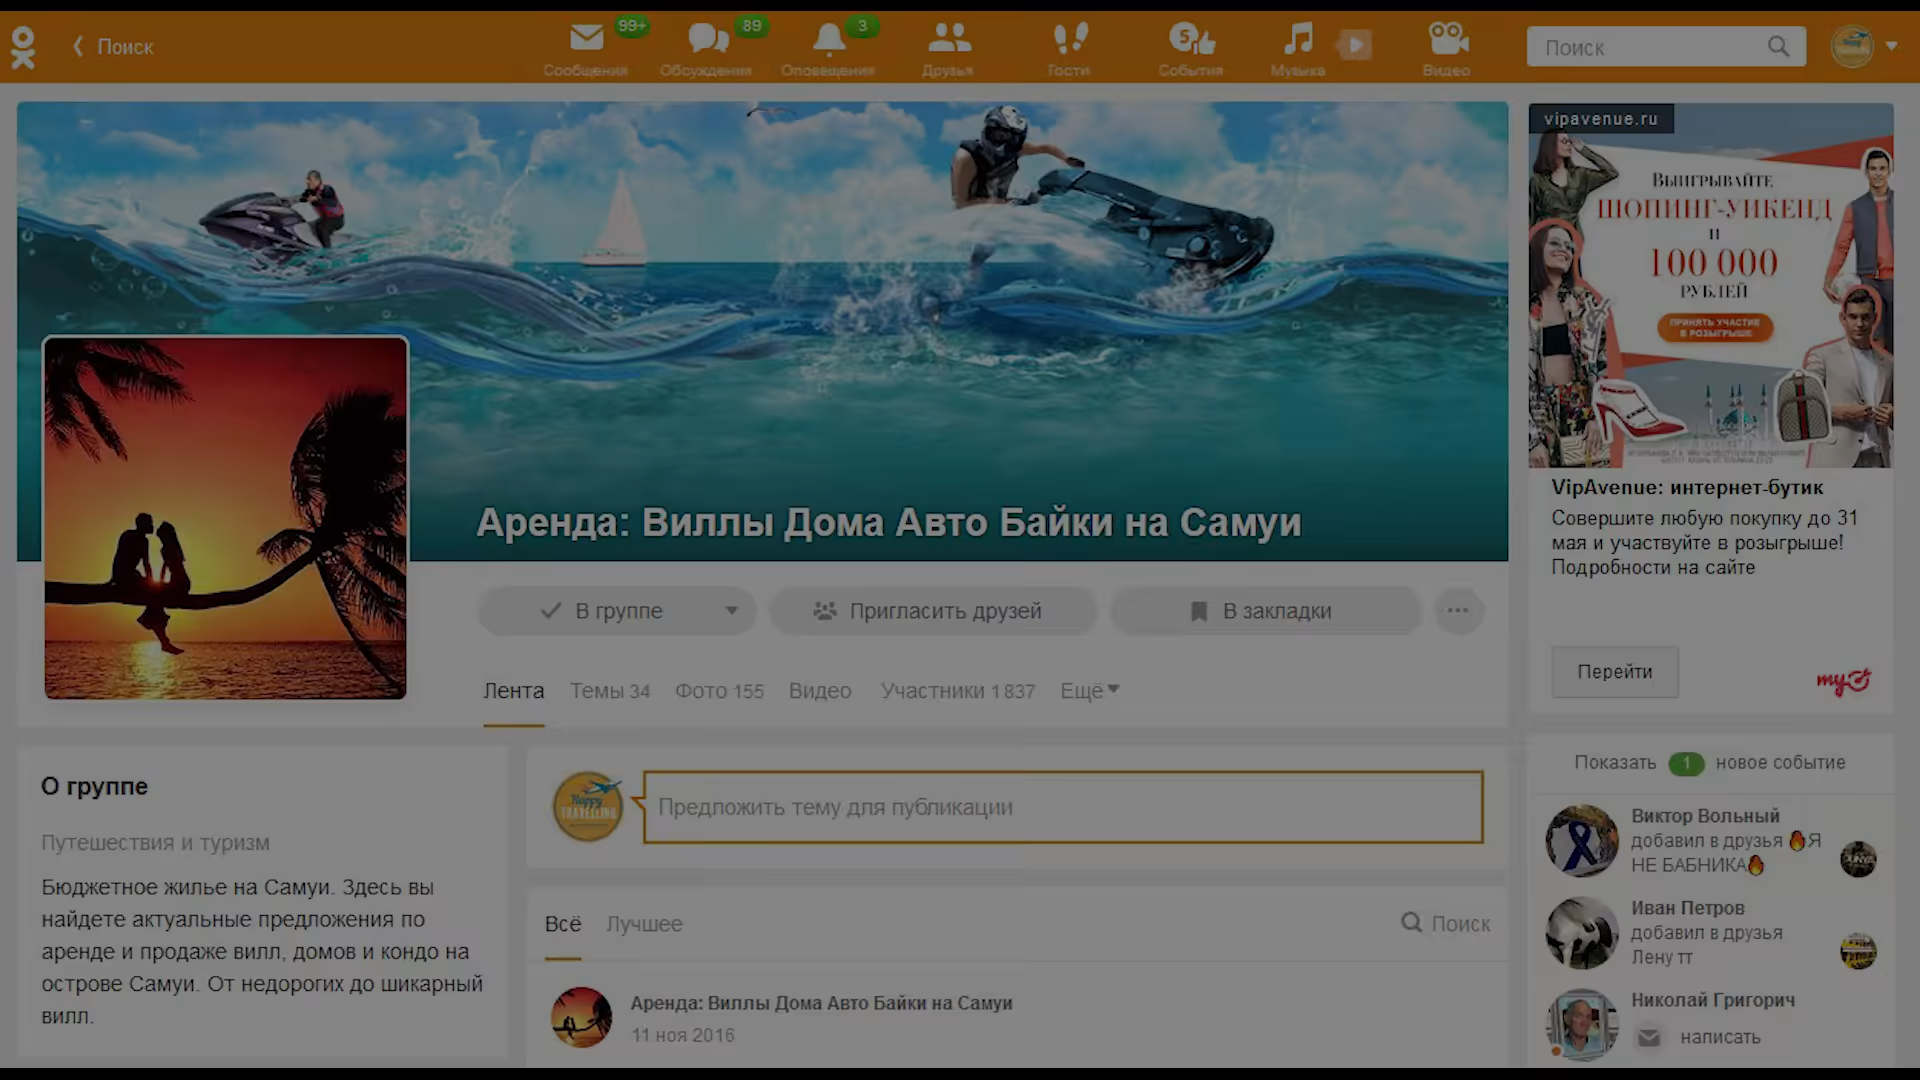 Поиск
99+
89
3
5
Сообщения
Обсуждения
Оповещения
Друзья
Гости
События
Музыка
Видео
Поиск
vipavenue.ru
Выигрывайте
ШОПИНГ-УИКЕНД
и
100 000
РУБЛЕЙ
ПРИНЯТЬ УЧАСТИЕ
В РОЗЫГРЫШЕ
VipAvenue: интернет-бутик
Совершите любую покупку до 31
мая и участвуйте в розыгрыше!
Подробности на сайте
Перейти
my
Аренда: Виллы Дома Авто Байки на Самуи
В группе
Пригласить друзей
В закладки
Лента
Темы 34
Фото 155
Видео
Участники 1 837
Ещё
О группе
Путешествия и туризм
Бюджетное жилье на Самуи. Здесь вы
найдете актуальные предложения по
аренде и продаже вилл, домов и кондо на
острове Самуи. От недорогих до шикарный
вилл.
Happy
TRAVELLING
Предложить тему для публикации
Всё
Лучшее
Поиск
Аренда: Виллы Дома Авто Байки на Самуи
11 ноя 2016
Показать 1 новое событие
Виктор Вольный
добавил в друзья 🔥Я
НЕ БАБНИКА🔥
Иван Петров
добавил в друзья
Лену тт
Николай Григорич
написать